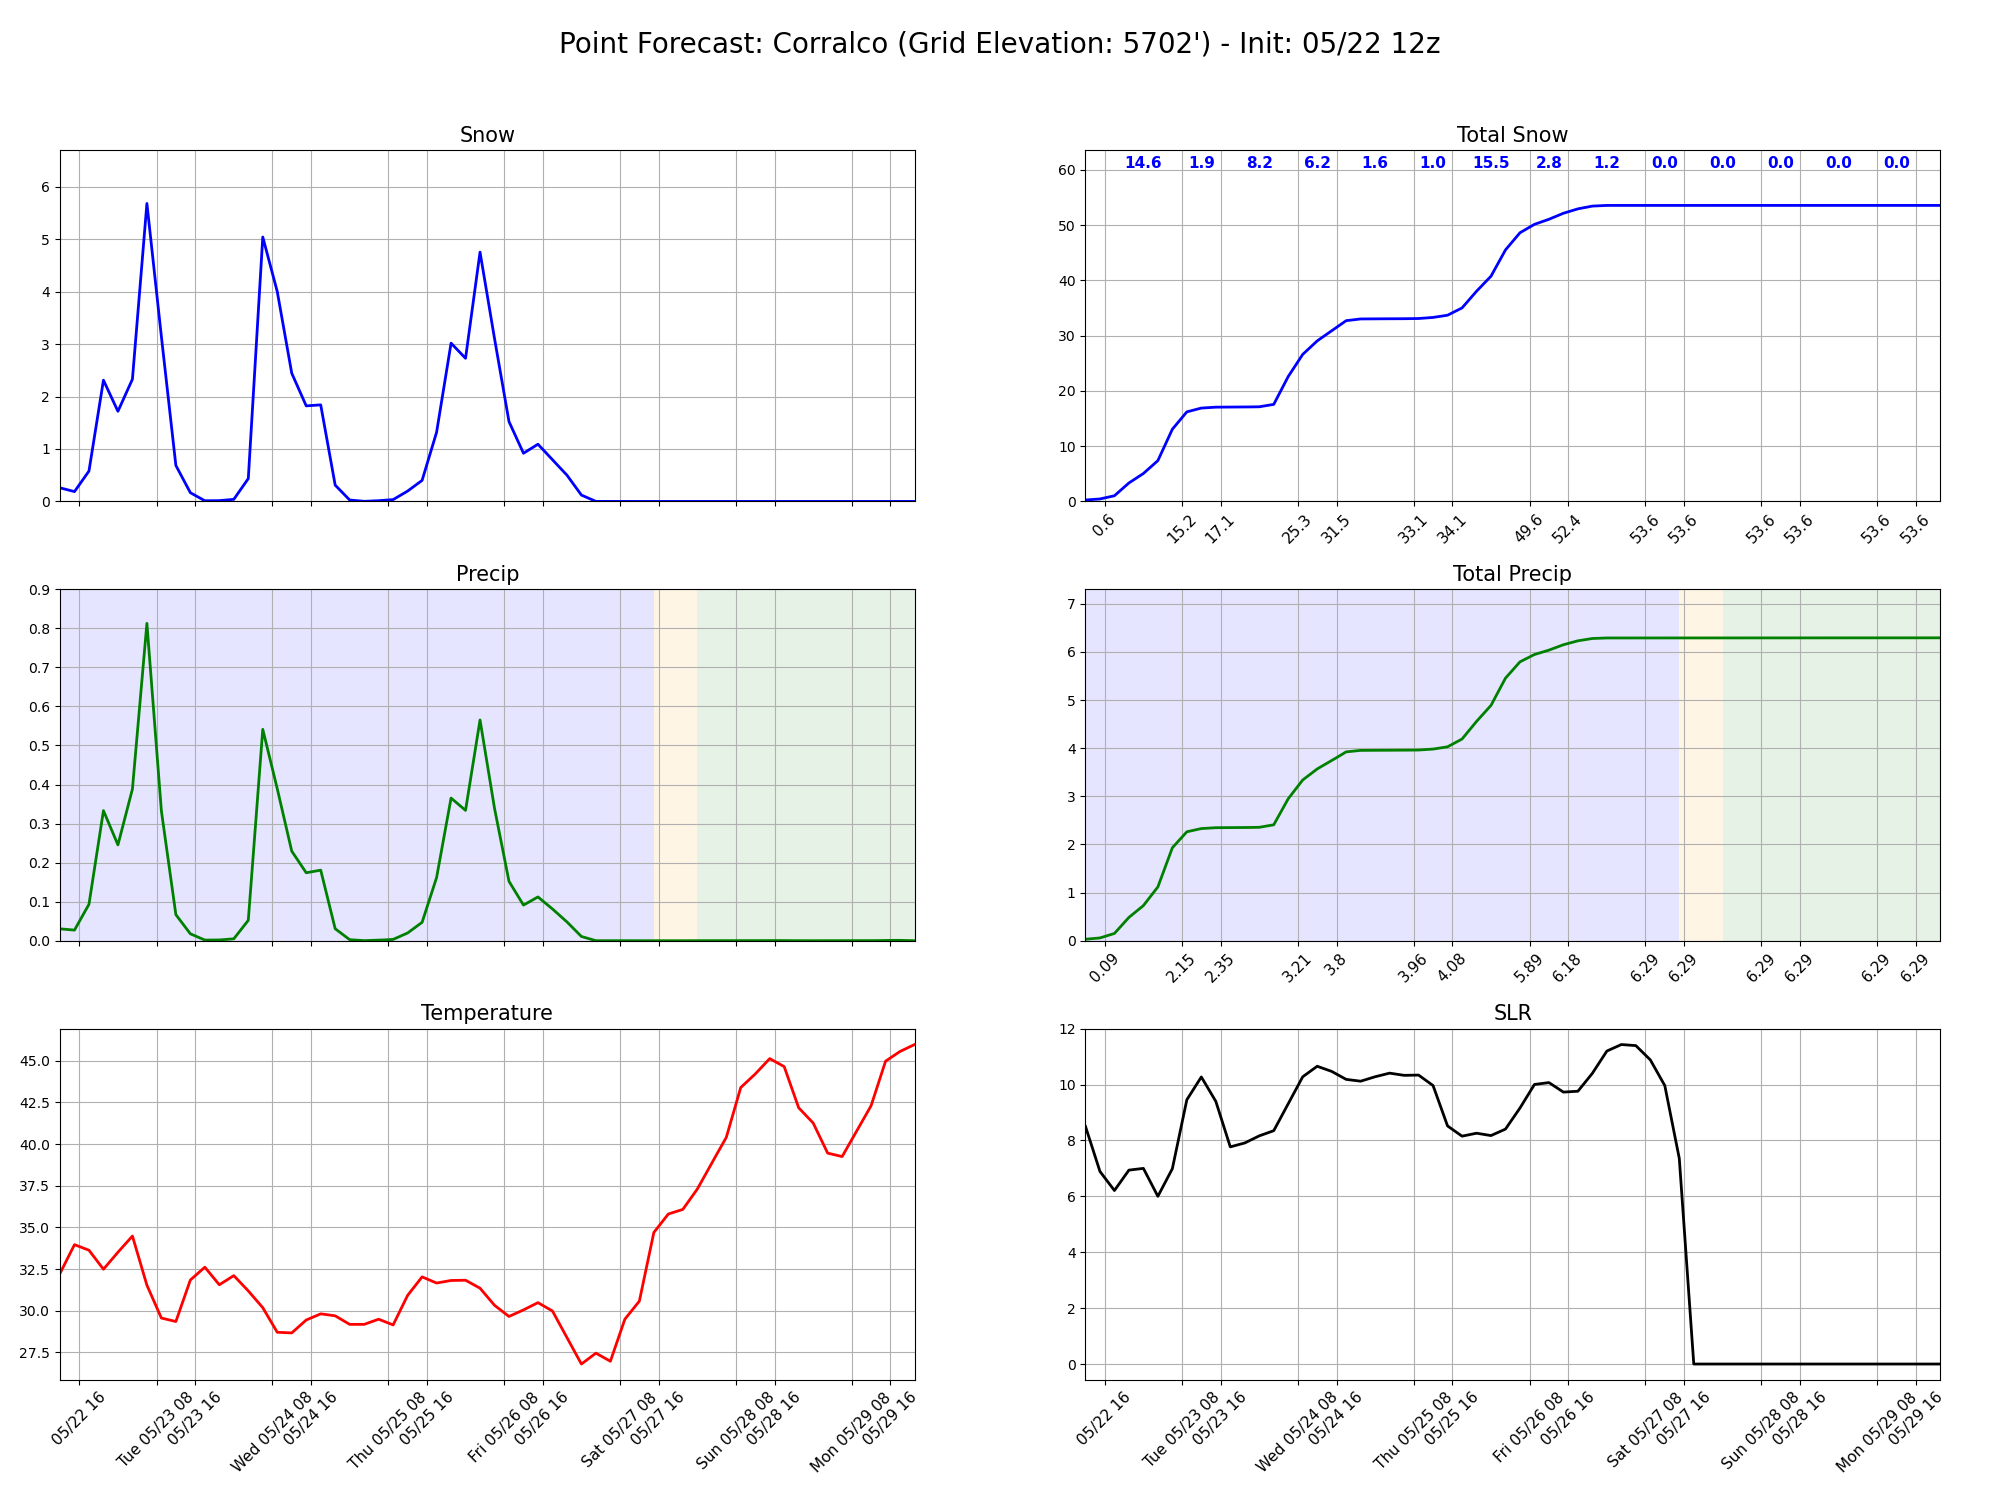 Point Forecast: Corralco (Grid Elevation: 5702') - Init: 05/22 12z
Snow
6
5
4
3
2
1
0
Total Snow
14.6 1.9 8.2 6.2 1.6 1.0 15.5 2.8 1.2 0.0 0.0 0.0 0.0 0.0
60
50
40
30
20
10
0
0.6 15.2 17.1 25.3 31.5 33.1 34.1 49.6 52.4 53.6 53.6 53.6 53.6 53.6 53.6
Precip
0.9
0.8
0.7
0.6
0.5
0.4
0.3
0.2
0.1
0.0
Total Precip
7
6
5
4
3
2
1
0
0.09 2.15 2.35 3.21 3.8 3.96 4.08 5.89 6.18 6.29 6.29 6.29 6.29 6.29 6.29
Temperature
45.0
42.5
40.0
37.5
35.0
32.5
30.0
27.5
05/22 16
Tue 05/23 08
05/23 16
Wed 05/24 08
05/24 16
Thu 05/25 08
05/25 16
Fri 05/26 08
05/26 16
Sat 05/27 08
05/27 16
Sun 05/28 08
05/28 16
Mon 05/29 08
05/29 16
SLR
12
10
8
6
4
2
0
05/22 16
Tue 05/23 08
05/23 16
Wed 05/24 08
05/24 16
Thu 05/25 08
05/25 16
Fri 05/26 08
05/26 16
Sat 05/27 08
05/27 16
Sun 05/28 08
05/28 16
Mon 05/29 08
05/29 16